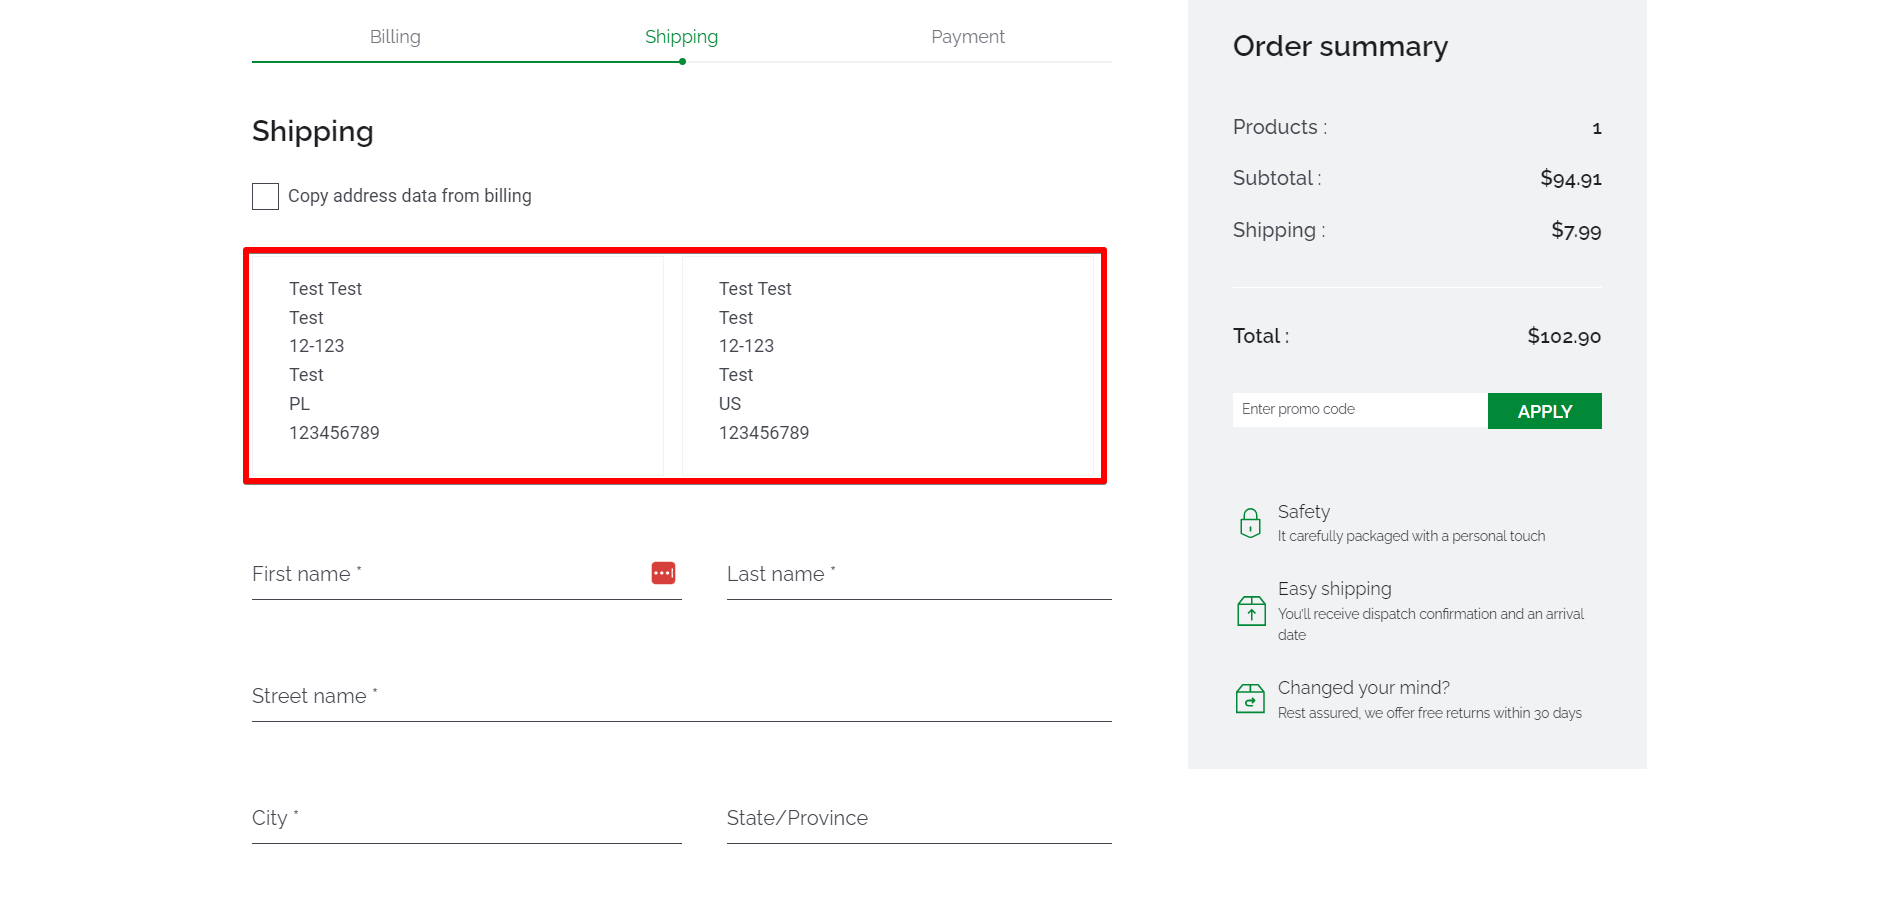 Billing
Shipping
Payment
Shipping
Copy address data from billing
Test Test
Test
12-123
Test
PL
123456789
Test Test
Test
12-123
Test
US
123456789
First name *
Last name *
Street name *
City *
State/Province
Order summary
Products : 1
Subtotal : $94.91
Shipping : $7.99
Total : $102.90
Enter promo code
APPLY
Safety
It carefully packaged with a personal touch
Easy shipping
You'll receive dispatch confirmation and an arrival
date
Changed your mind?
Rest assured, we offer free returns within 30 days